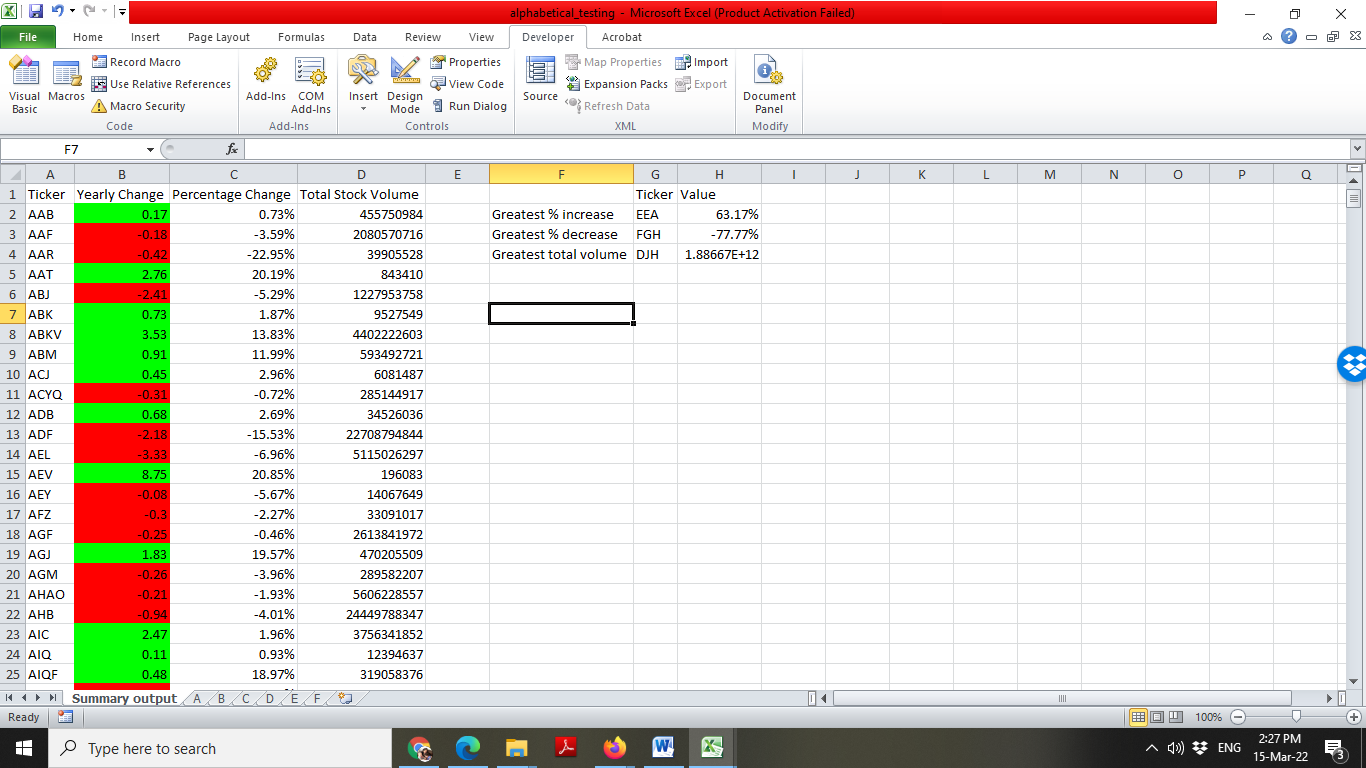 alphabetical_testing - Microsoft Excel (Product Activation Failed)
File Home Insert Page Layout Formulas Data Review View Developer Acrobat
Visual Basic
Macros
Record Macro
Use Relative References
Macro Security
Code
Add-Ins
COM Add-Ins
Add-Ins
Insert
Design Mode
Properties
View Code
Run Dialog
Controls
Source
Map Properties
Expansion Packs
Refresh Data
Import
Export
XML
Document Panel
Modify
F7 fx
A B C D E F G H I J K L M N O P Q
1 Ticker Yearly Change Percentage Change Total Stock Volume Ticker Value
2 AAB 0.17 0.73% 455750984 Greatest % increase EEA 63.17%
3 AAF -0.18 -3.59% 2080570716 Greatest % decrease FGH -77.77%
4 AAR -0.42 -22.95% 39905528 Greatest total volume DJH 1.88667E+12
5 AAT 2.76 20.19% 843410
6 ABJ -2.41 -5.29% 1227953758
7 ABK 0.73 1.87% 9527549
8 ABKV 3.53 13.83% 4402222603
9 ABM 0.91 11.99% 593492721
10 ACJ 0.45 2.96% 6081487
11 ACYQ -0.31 -0.72% 285144917
12 ADB 0.68 2.69% 34526036
13 ADF -2.18 -15.53% 22708794844
14 AEL -3.33 -6.96% 5115026297
15 AEV 8.75 20.85% 196083
16 AEY -0.08 -5.67% 14067649
17 AFZ -0.3 -2.27% 33091017
18 AGF -0.25 -0.46% 2613841972
19 AGJ 1.83 19.57% 470205509
20 AGM -0.26 -3.96% 289582207
21 AHAO -0.21 -1.93% 5606228557
22 AHB -0.94 -4.01% 24449788347
23 AIC 2.47 1.96% 3756341852
24 AIQ 0.11 0.93% 12394637
25 AIQF 0.48 18.97% 319058376
Summary output A B C D E F
Ready 100%
Type here to search
ENG
2:27 PM
15-Mar-22
3